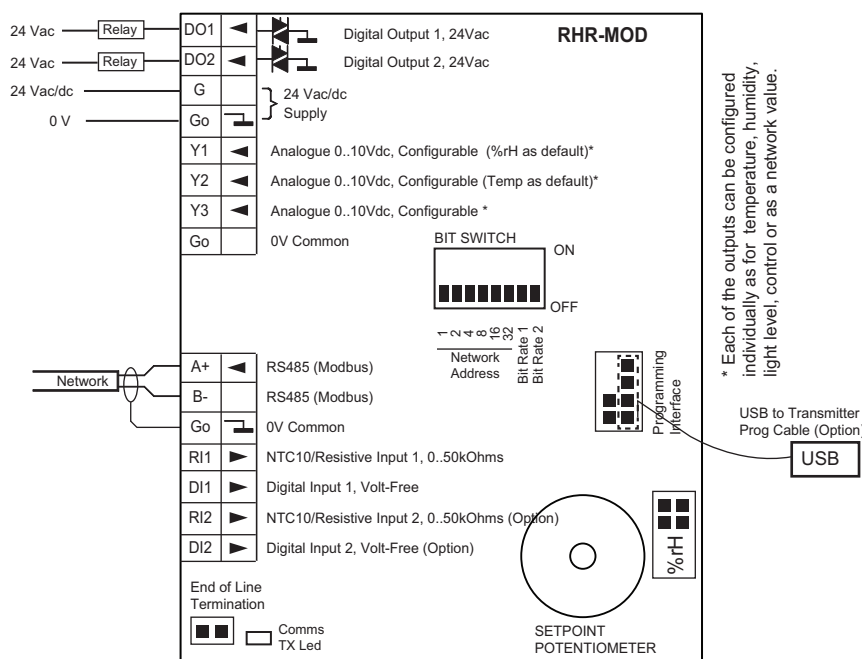 RHR-MOD
24 Vac Relay DO1 Digital Output 1, 24Vac
24 Vac Relay DO2 Digital Output 2, 24Vac
24 Vac/dc G 24 Vac/dc
Supply
0 V Go
Y1 Analogue 0..10Vdc, Configurable (%rH as default)*
Y2 Analogue 0..10Vdc, Configurable (Temp as default)*
Y3 Analogue 0..10Vdc, Configurable *
Go 0V Common
BIT SWITCH
ON
OFF
1 2 4 8 16 32 Bit Rate 1 Bit Rate 2
Network
Address
* Each of the outputs can be configured
individually as for temperature, humidity,
light level, control or as a network value.
Network
A+ RS485 (Modbus)
B- RS485 (Modbus)
Go 0V Common
RI1 NTC10/Resistive Input 1, 0..50kOhms
DI1 Digital Input 1, Volt-Free
RI2 NTC10/Resistive Input 2, 0..50kOhms (Option)
DI2 Digital Input 2, Volt-Free (Option)
Programming
Interface
USB to Transmitter
Prog Cable (Option)
USB
%rH
End of Line
Termination
Comms
TX Led
SETPOINT
POTENTIOMETER